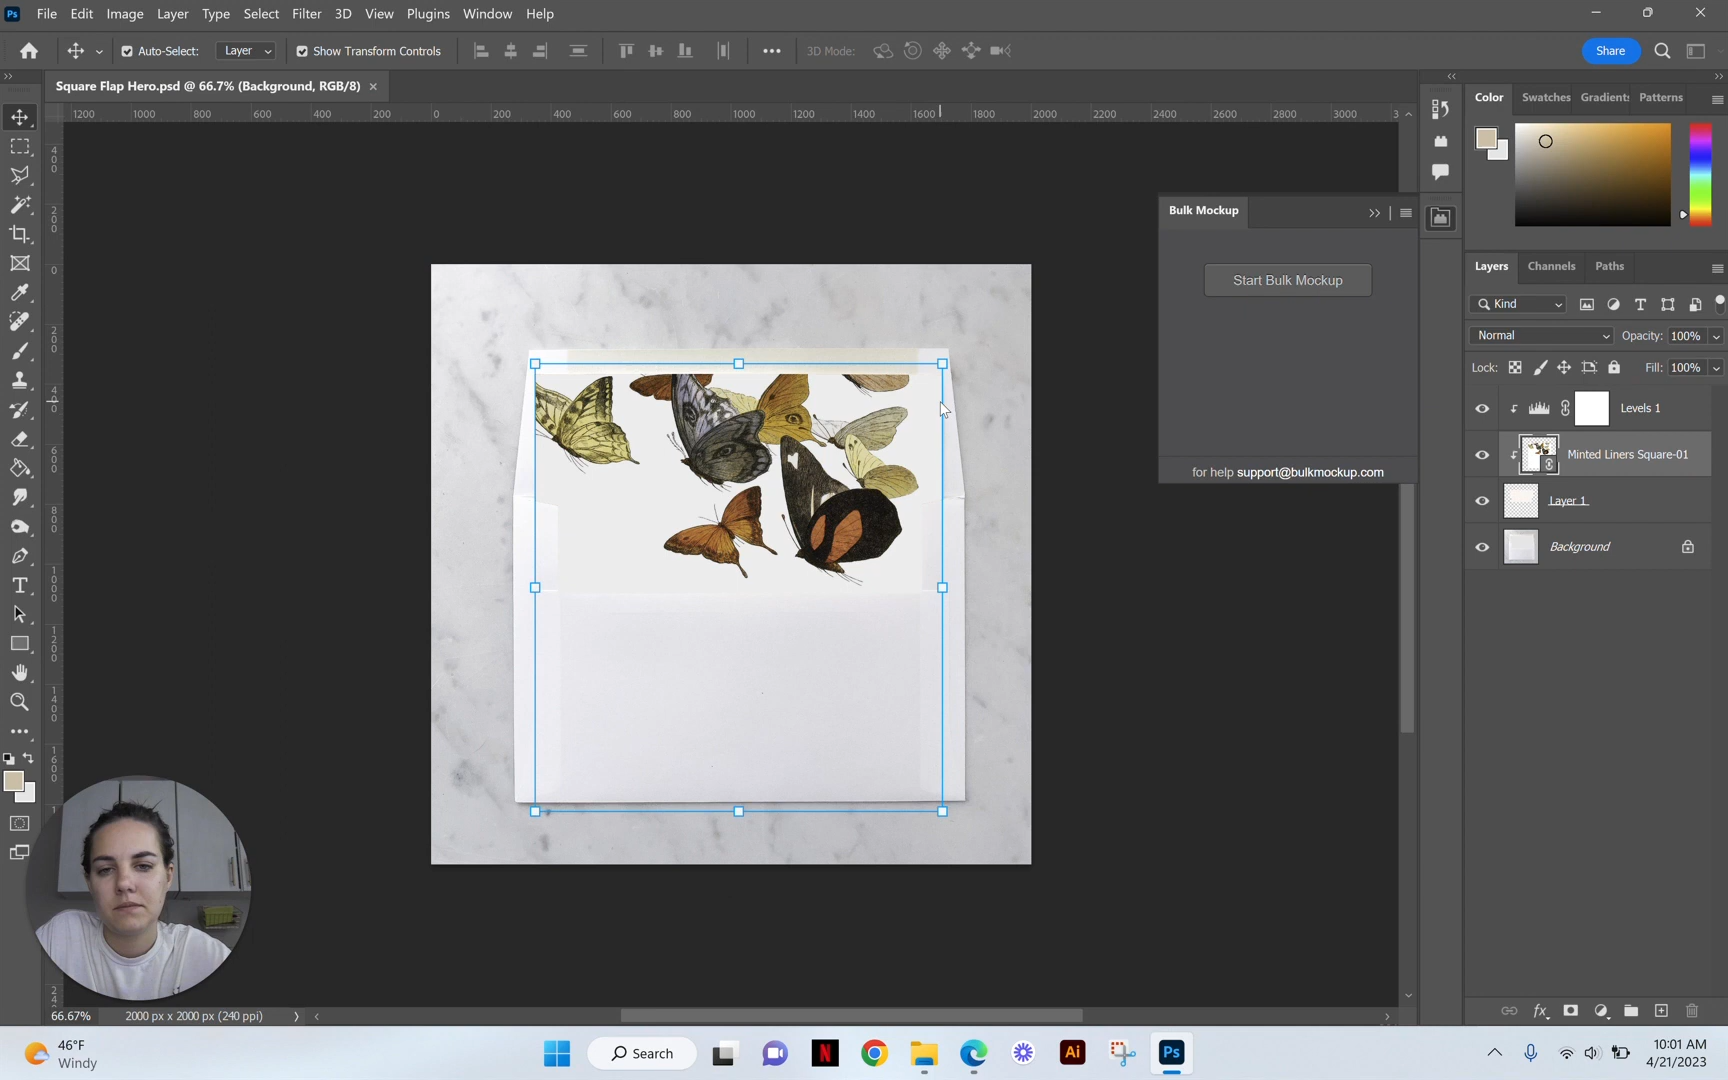 File Edit Image Layer Type Select Filter 3D View Plugins Window Help
Auto-Select: Layer Show Transform Controls 3D Mode: Share
Square Flap Hero.psd @ 66.7% (Background, RGB/8)
1200 1000 800 600 400 200 0 200 400 600 800 1000 1200 1400 1600 1800 2000 2200 2400 2600 2800 3000
Color Swatches Gradients Patterns
Bulk Mockup
Start Bulk Mockup
for help support@bulkmockup.com
Layers Channels Paths
Kind
Normal Opacity: 100%
Lock: Fill: 100%
Levels 1
Minted Liners Square-01
Layer 1
Background
66.67% 2000 px x 2000 px (240 ppi)
46°F
Windy
Search
Ai
Ps
10:01 AM
4/21/2023